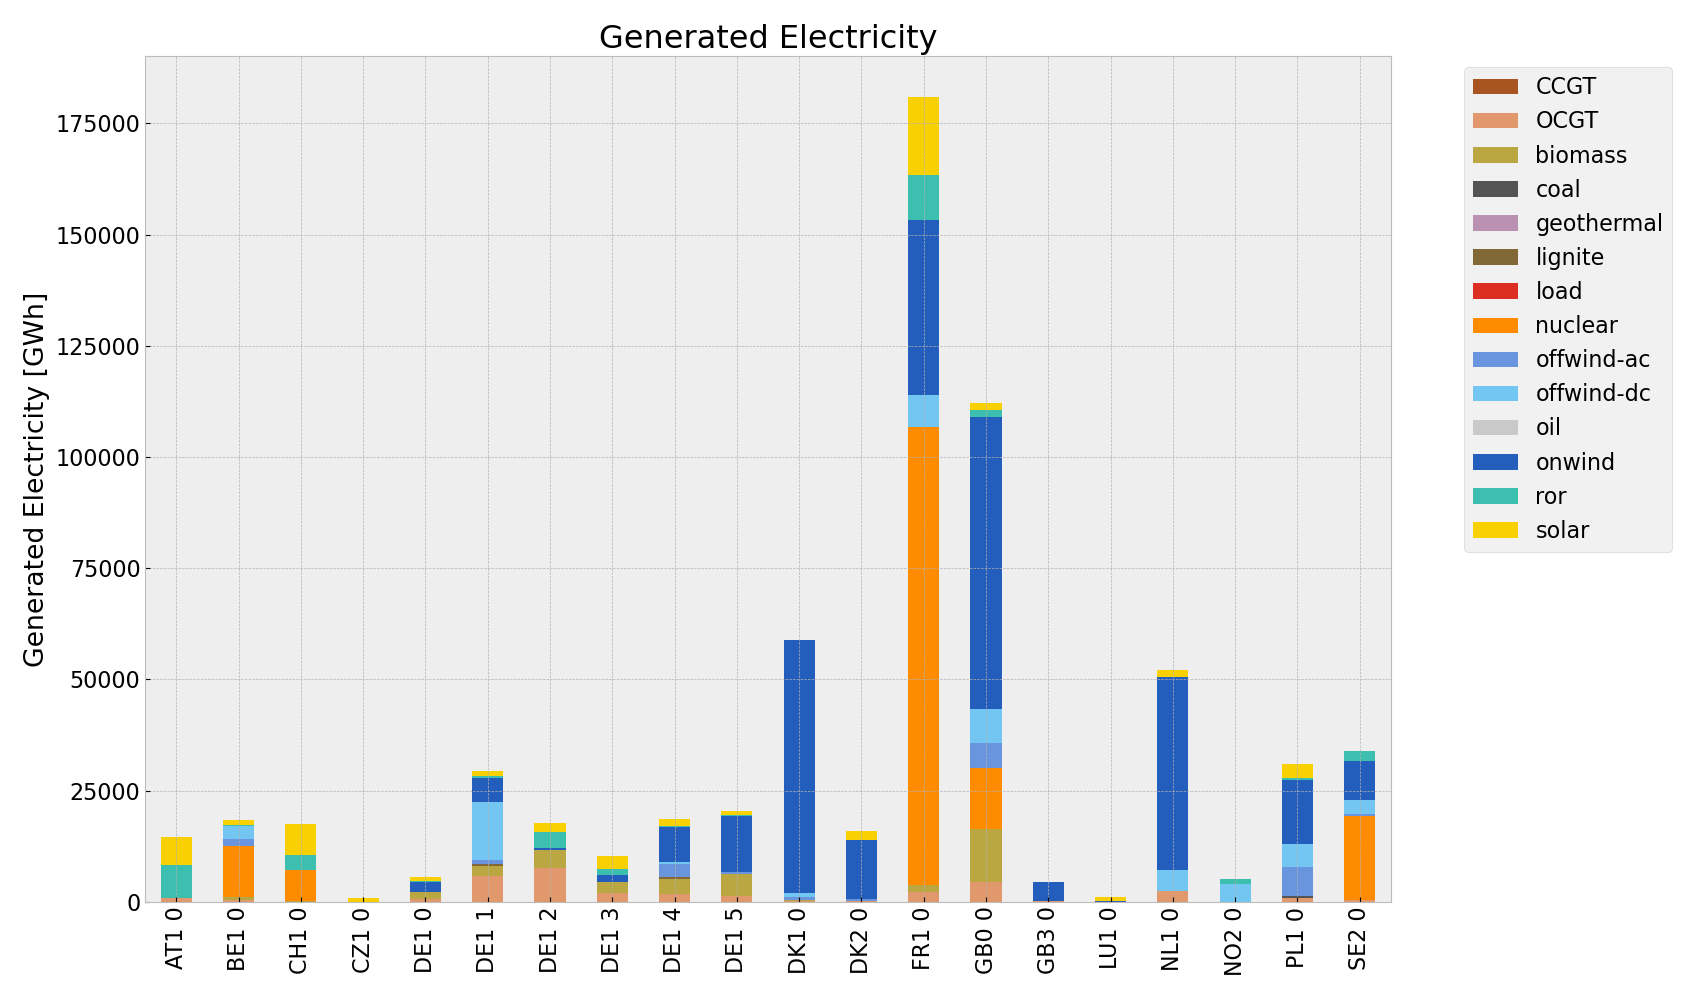 Generated Electricity
Generated Electricity [GWh]
175000
150000
125000
100000
75000
50000
25000
0
AT1 0
BE1 0
CH1 0
CZ1 0
DE1 0
DE1 1
DE1 2
DE1 3
DE1 4
DE1 5
DK1 0
DK2 0
FR1 0
GB0 0
GB3 0
LU1 0
NL1 0
NO2 0
PL1 0
SE2 0
CCGT
OCGT
biomass
coal
geothermal
lignite
load
nuclear
offwind-ac
offwind-dc
oil
onwind
ror
solar